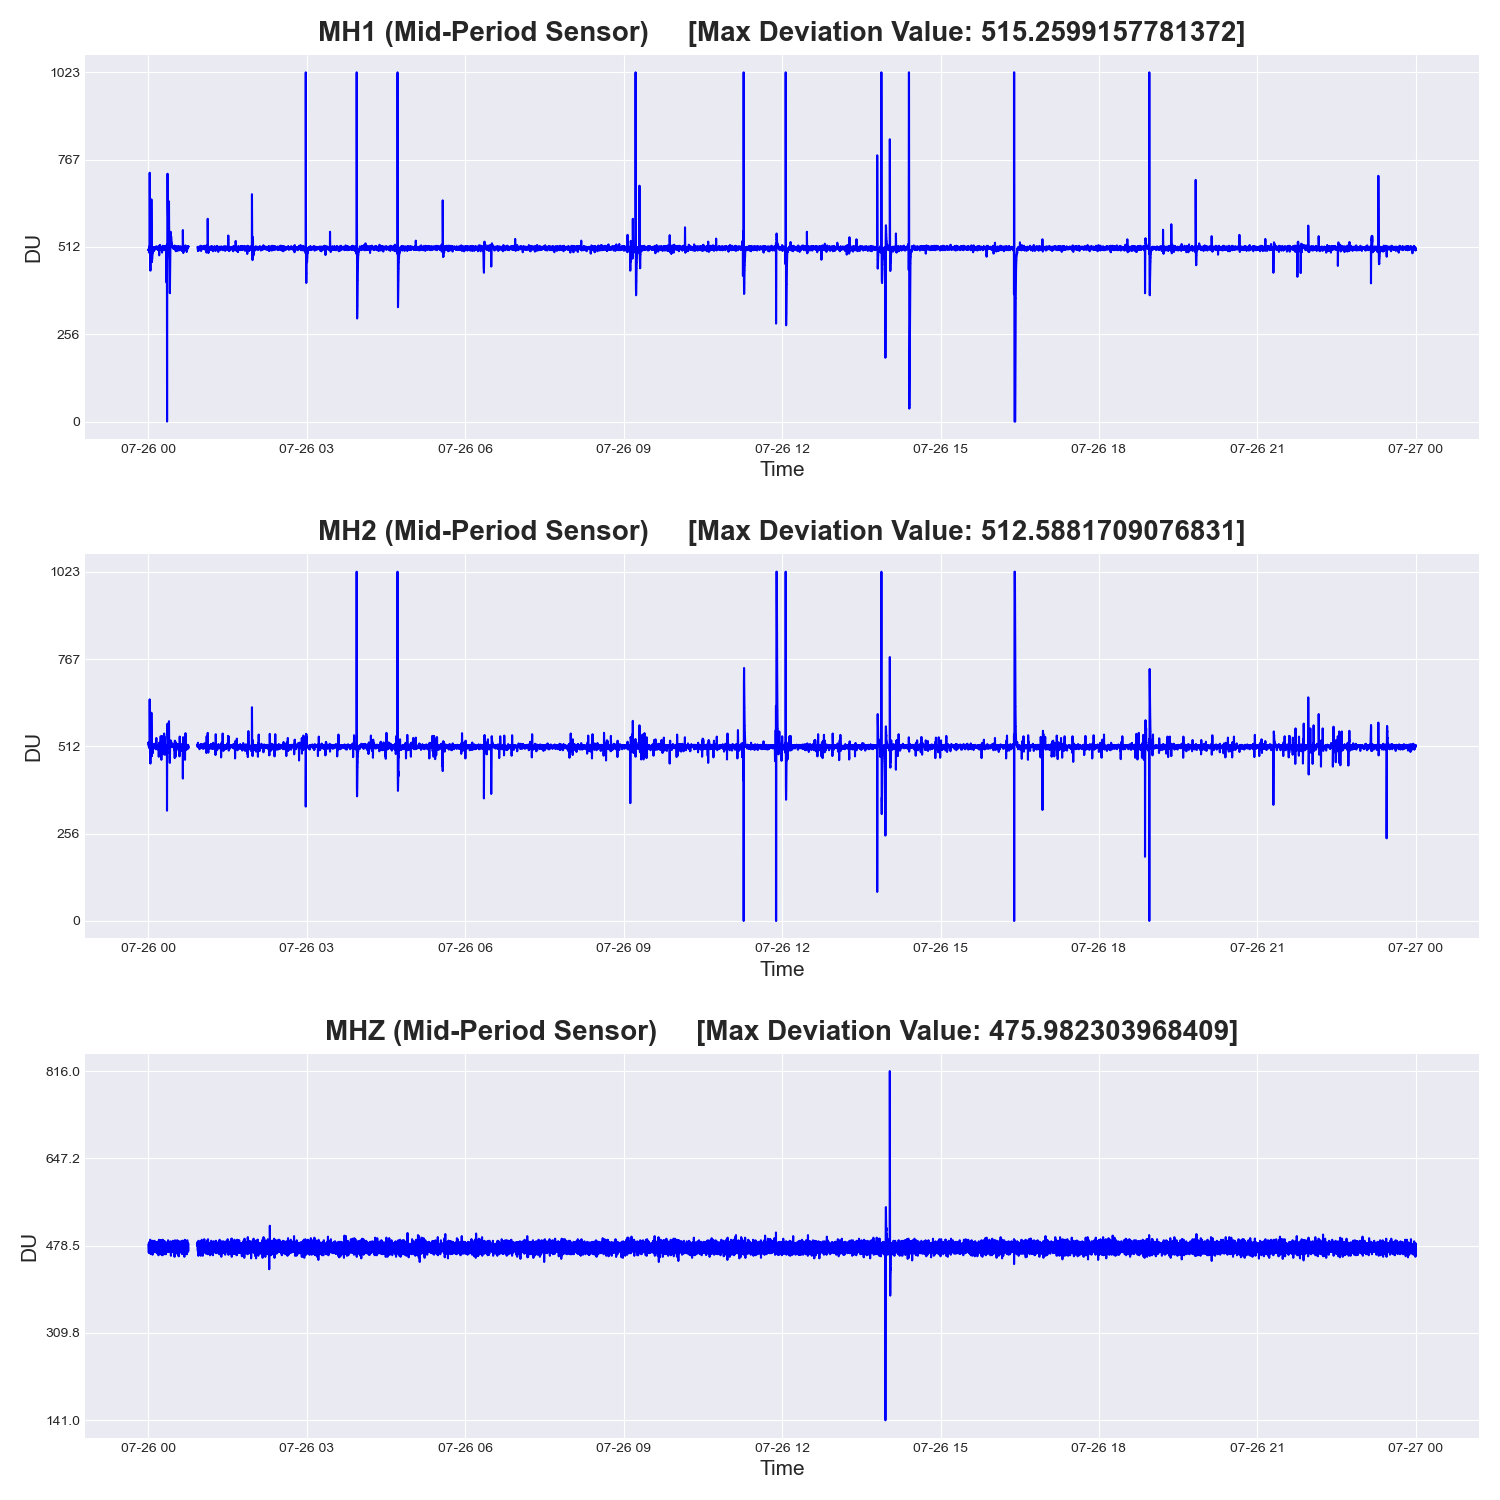 MH1 (Mid-Period Sensor) [Max Deviation Value: 515.2599157781372]
1023
767
512
256
0
DU
07-26 00 07-26 03 07-26 06 07-26 09 07-26 12 07-26 15 07-26 18 07-26 21 07-27 00
Time
MH2 (Mid-Period Sensor) [Max Deviation Value: 512.5881709076831]
1023
767
512
256
0
DU
07-26 00 07-26 03 07-26 06 07-26 09 07-26 12 07-26 15 07-26 18 07-26 21 07-27 00
Time
MHZ (Mid-Period Sensor) [Max Deviation Value: 475.982303968409]
816.0
647.2
478.5
309.8
141.0
DU
07-26 00 07-26 03 07-26 06 07-26 09 07-26 12 07-26 15 07-26 18 07-26 21 07-27 00
Time